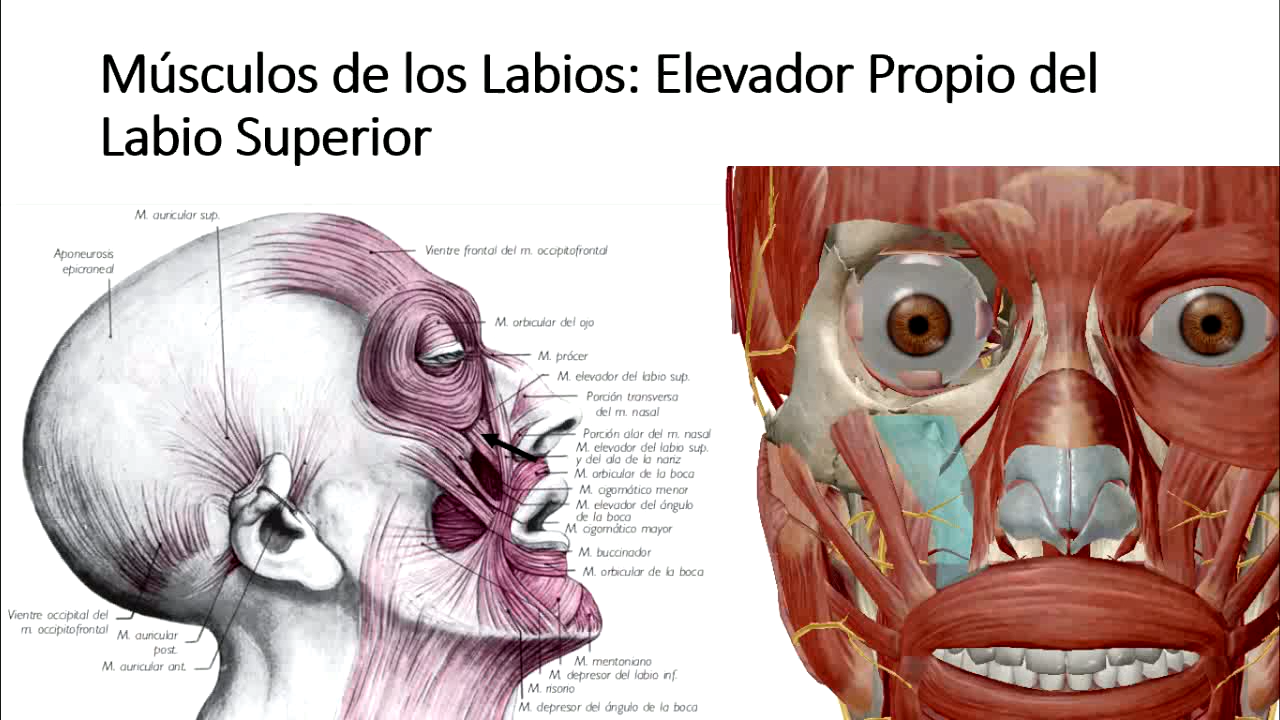 Músculos de los Labios: Elevador Propio del
Labio Superior
M. auricular sup.
Aponeurosis
epicraneal
Vientre frontal del m. occipitofrontal
M. orbicular del ojo
M. prócer
M. elevador del labio sup.
Porción transversa
del m. nasal
Porción alar del m. nasal
M. elevador del labio sup.
y del ala de la nariz
M. orbicular de la boca
M. cigomático menor
M. elevador del ángulo
de la boca
M. cigomático mayor
M. buccinador
M. orbicular de la boca
Vientre occipital del
m. occipitofrontal
M. auricular
post.
M. auricular ant.
M. mentoniano
M. depresor del labio inf.
M. risorio
M. depresor del ángulo de la boca